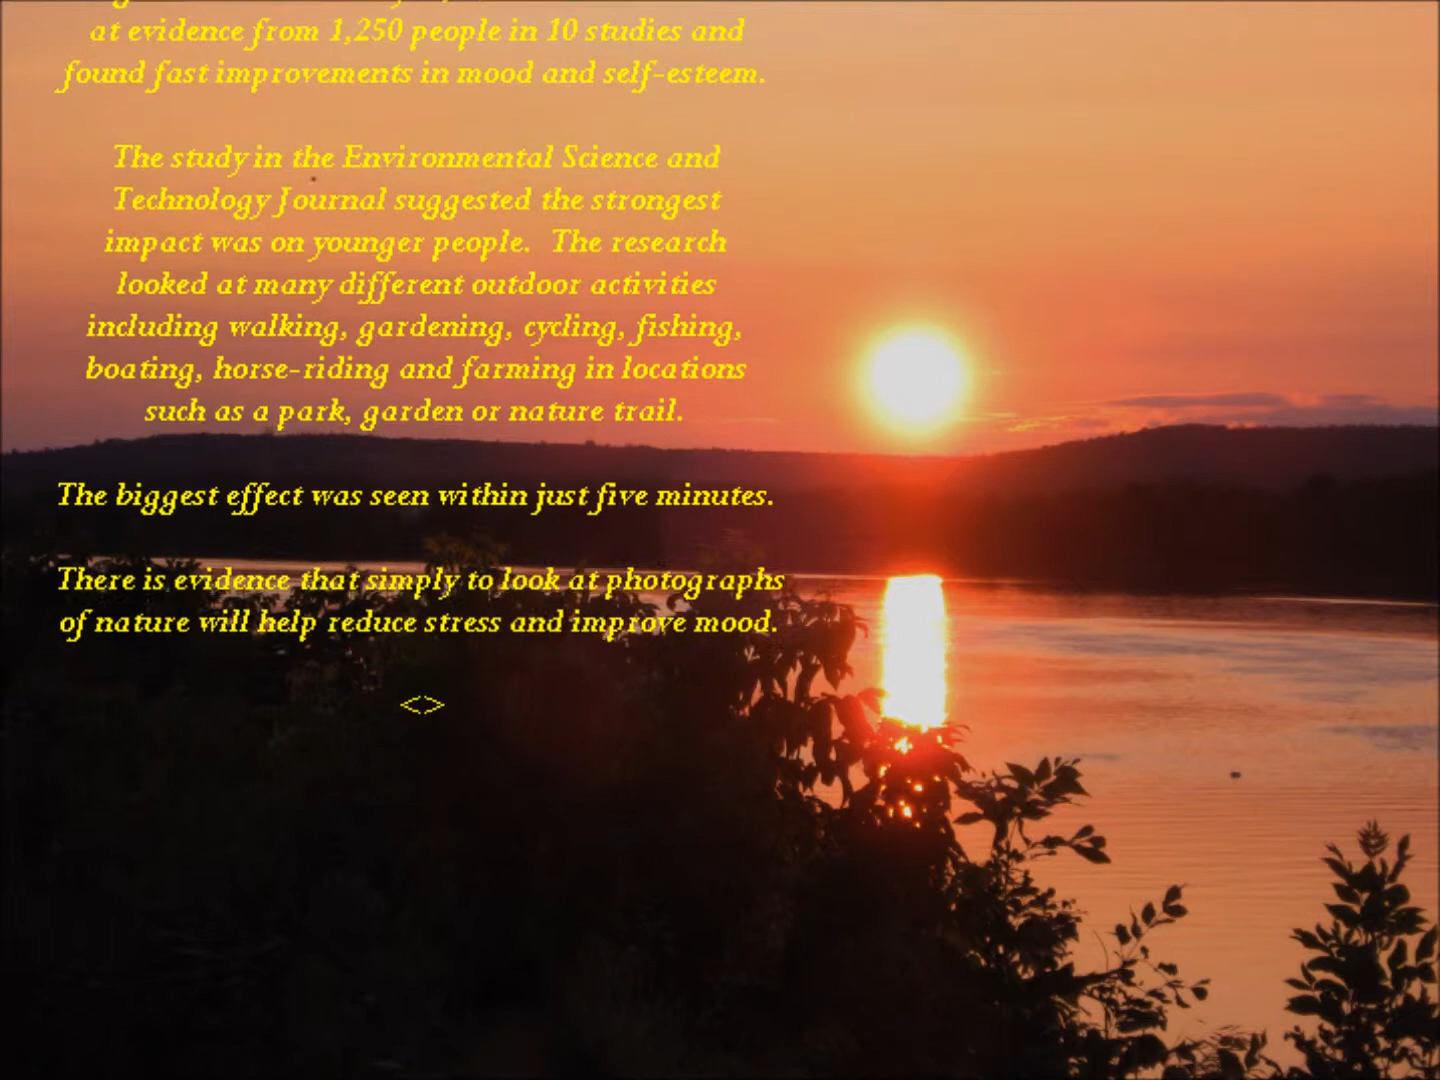 at evidence from 1,250 people in 10 studies and
found fast improvements in mood and self-esteem.
The study in the Environmental Science and
Technology Journal suggested the strongest
impact was on younger people.  The research
looked at many different outdoor activities
including walking, gardening, cycling, fishing,
boating, horse-riding and farming in locations
such as a park, garden or nature trail.
The biggest effect was seen within just five minutes.
There is evidence that simply to look at photographs
of nature will help reduce stress and improve mood.
<>